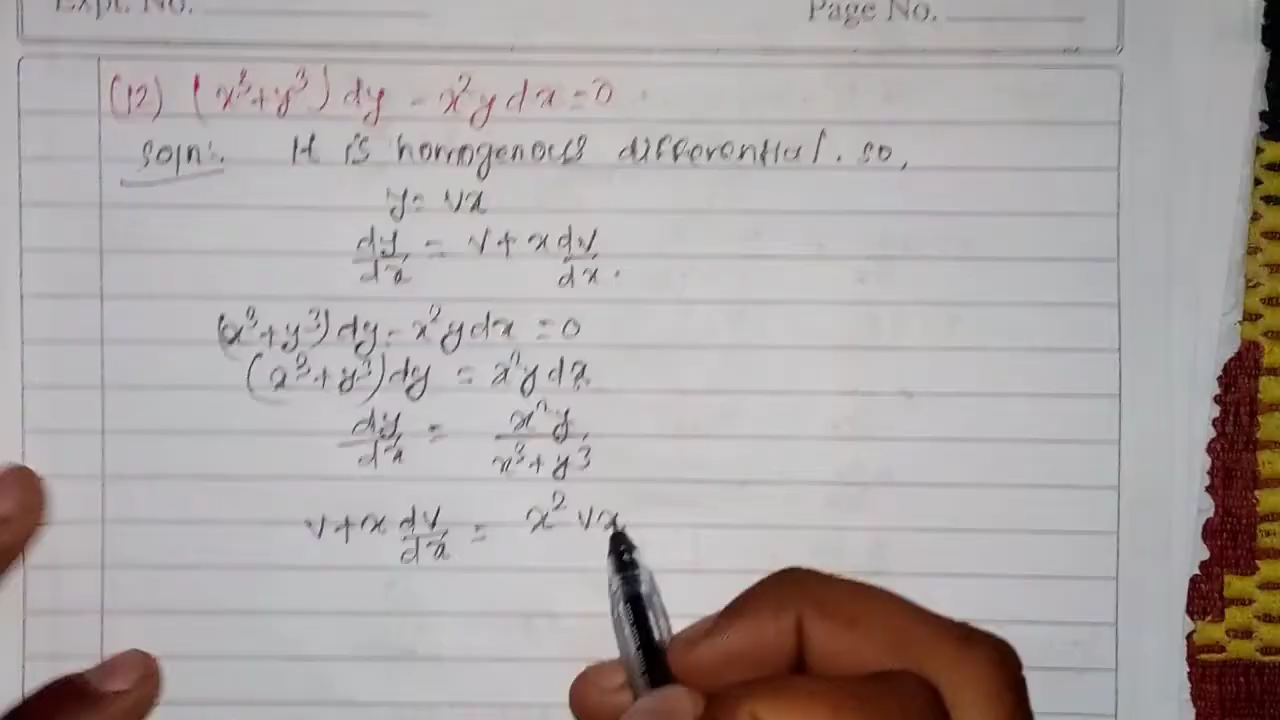 Expt. No.
Page No.
(12) (x³+y³) dy - x²y dx = 0
Soln:. It is homogenous differential. so,
y = vx
dy/dx = v + x dv/dx.
(x³+y³) dy - x²y dx = 0
(x³+y³) dy = x²y dx
dy/dx = x²y/x³+y³
v + x dv/dx = x² vx